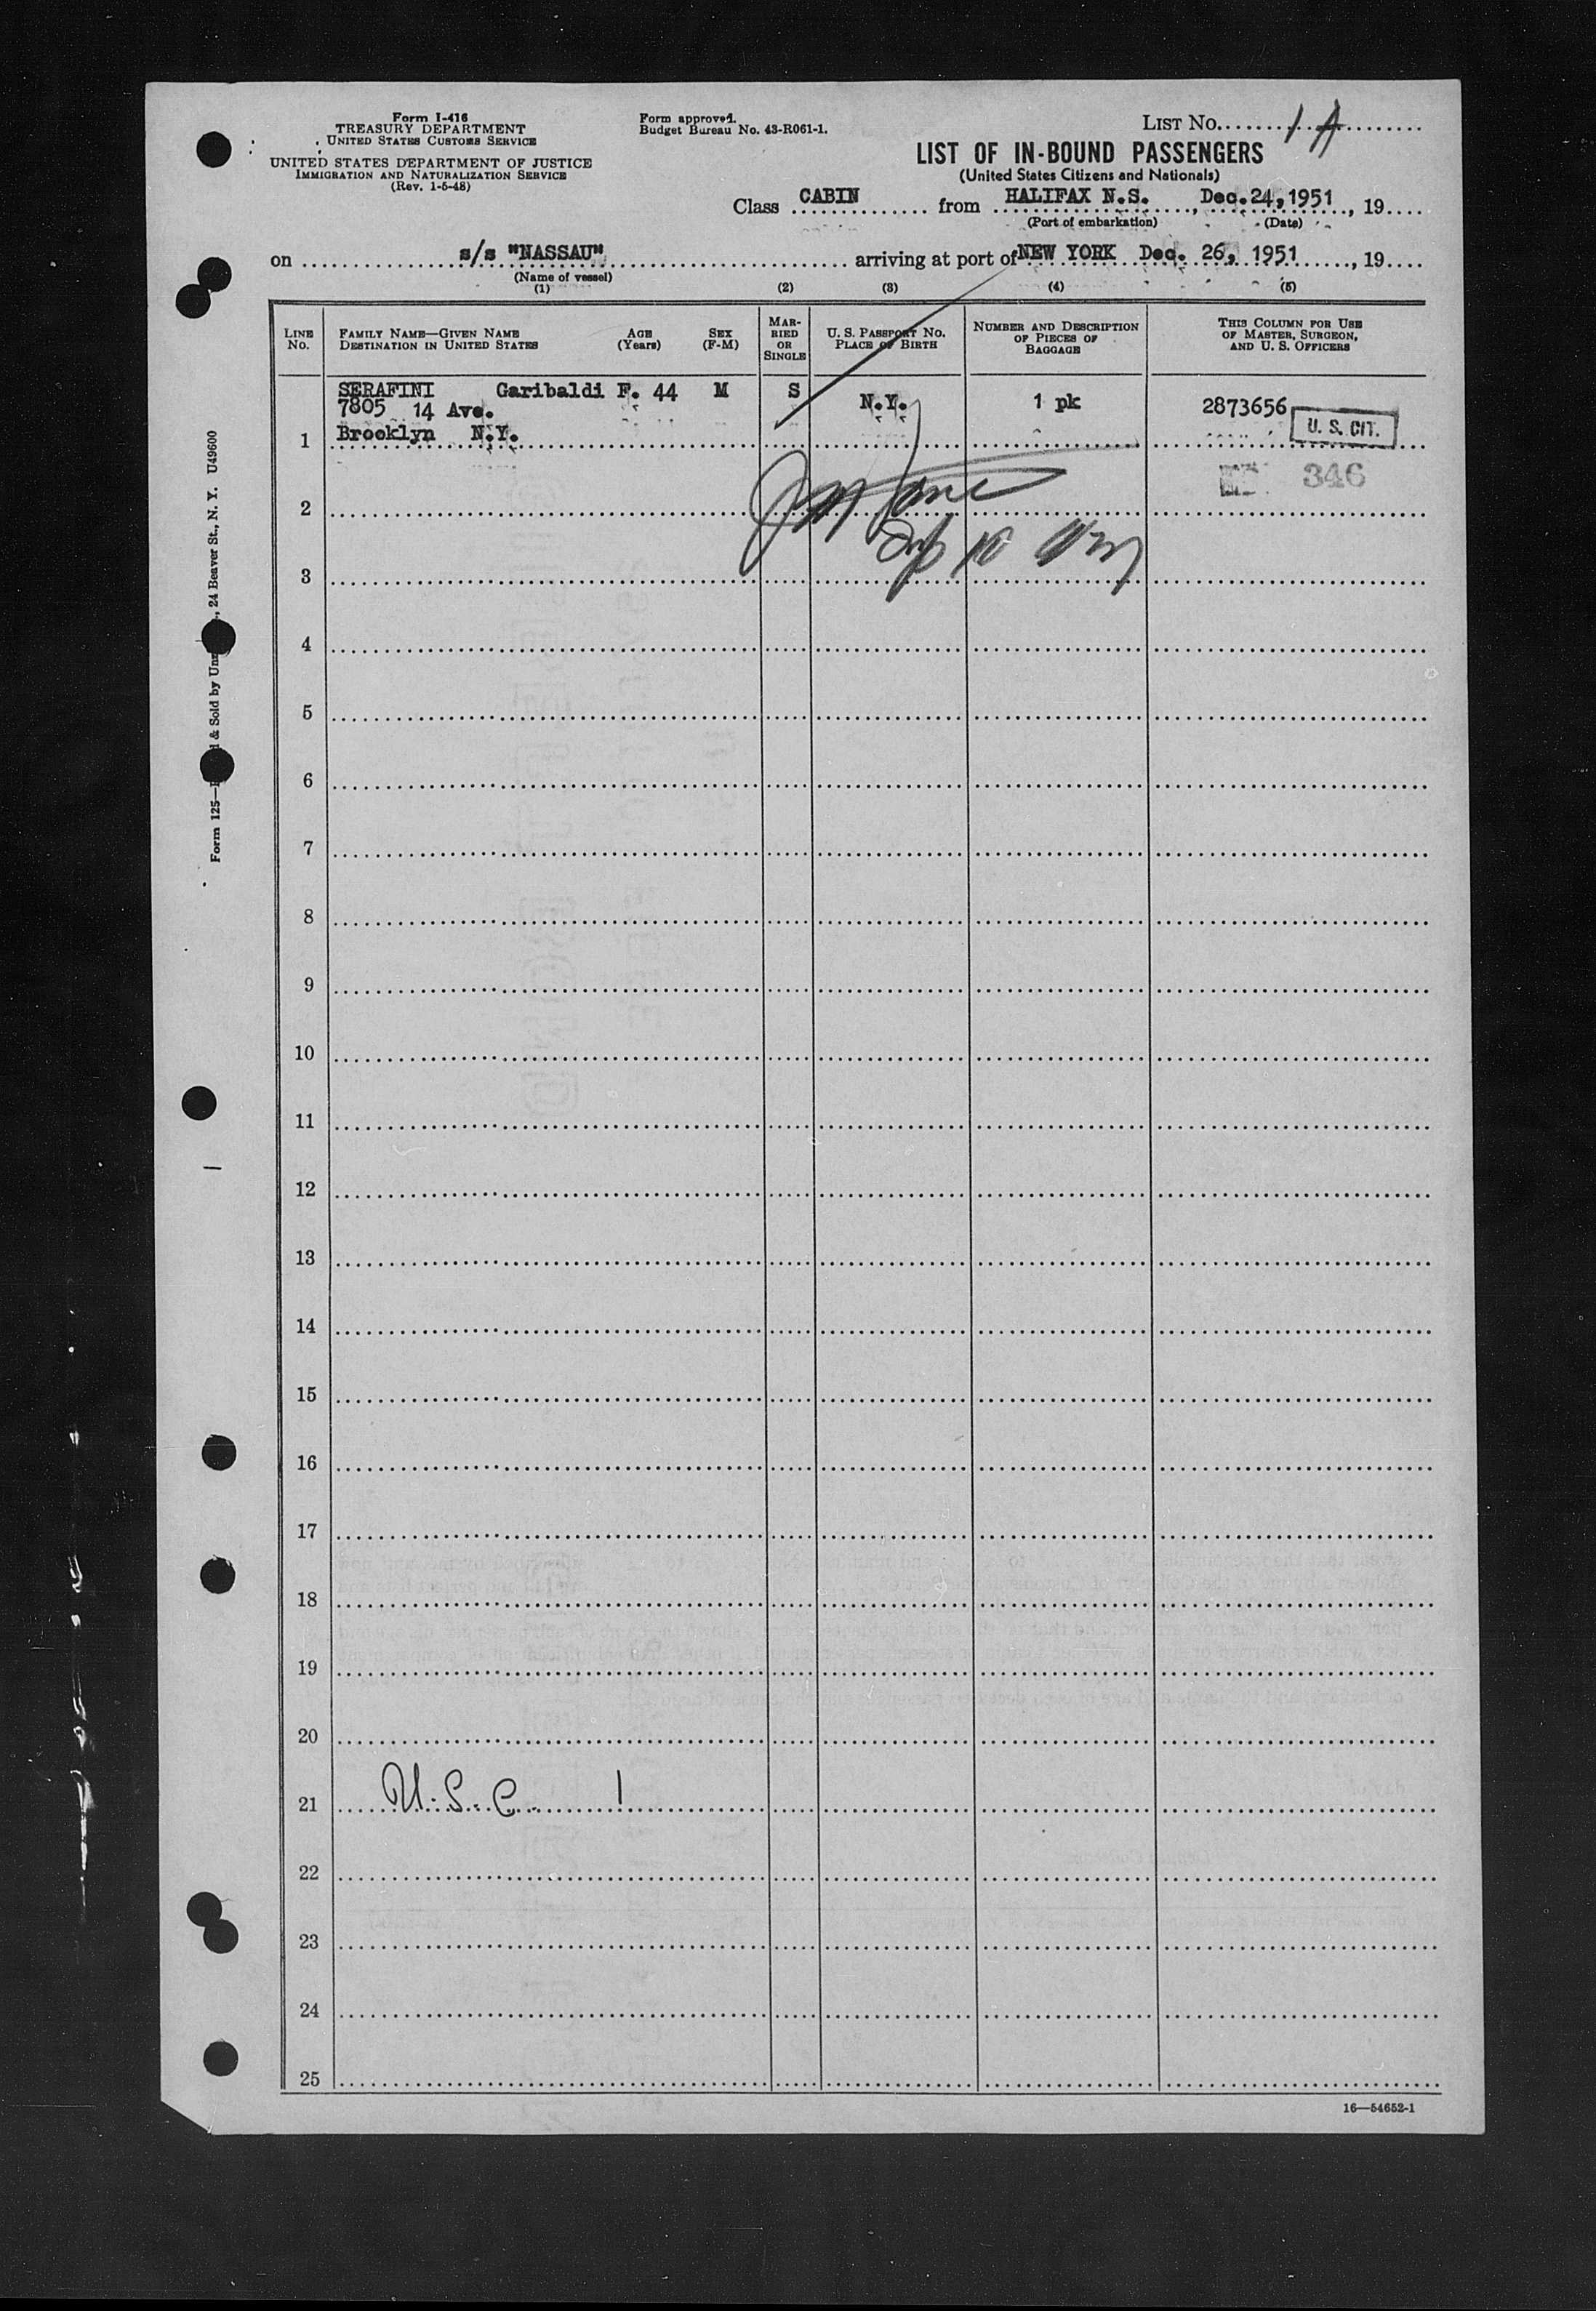 Form I-416
TREASURY DEPARTMENT
UNITED STATES CUSTOMS SERVICE
UNITED STATES DEPARTMENT OF JUSTICE
IMMIGRATION AND NATURALIZATION SERVICE
(Rev. 1-5-48)
Form approved.
Budget Bureau No. 43-R061-1.
LIST No. 1A
LIST OF IN-BOUND PASSENGERS
(United States Citizens and Nationals)
Class CABIN from HALIFAX N.S., Dec.24,1951, 19
(Port of embarkation) (Date)
on s/s "NASSAU" arriving at port of NEW YORK Dec. 26, 1951, 19
(Name of vessel)
(1) (2) (3) (4) (5)
LINE No.
FAMILY NAME—GIVEN NAME
DESTINATION IN UNITED STATES
AGE (Years)
SEX (F-M)
MARRIED OR SINGLE
U. S. PASSPORT No.
PLACE OF BIRTH
NUMBER AND DESCRIPTION
OF PIECES OF
BAGGAGE
THIS COLUMN FOR USE
OF MASTER, SURGEON,
AND U. S. OFFICERS
SERAFINI Garibaldi F. 44 M S N.Y. 1 pk 2873656
7805 14 Ave.
1 Brooklyn N.Y. U. S. CIT.
346
2
3
4
5
6
7
8
9
10
11
12
13
14
15
16
17
18
19
20
21 U.S.C. 1
22
23
24
25
16—54652-1
Form 125— & Sold by 24 Beaver St., N. Y. U49600